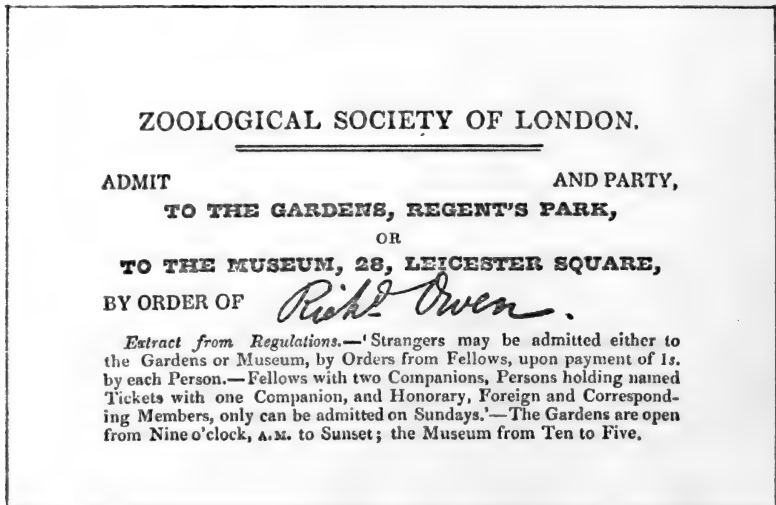 ZOOLOGICAL SOCIETY OF LONDON.
ADMIT AND PARTY,
TO THE GARDENS, REGENT'S PARK,
OR
TO THE MUSEUM, 28, LEICESTER SQUARE,
BY ORDER OF Richd Owen.
Extract from Regulations.—'Strangers may be admitted either to
the Gardens or Museum, by Orders from Fellows, upon payment of 1s.
by each Person.—Fellows with two Companions, Persons holding named
Tickets with one Companion, and Honorary, Foreign and Correspond-
ing Members, only can be admitted on Sundays.'—The Gardens are open
from Nine o'clock, A.M. to Sunset; the Museum from Ten to Five.